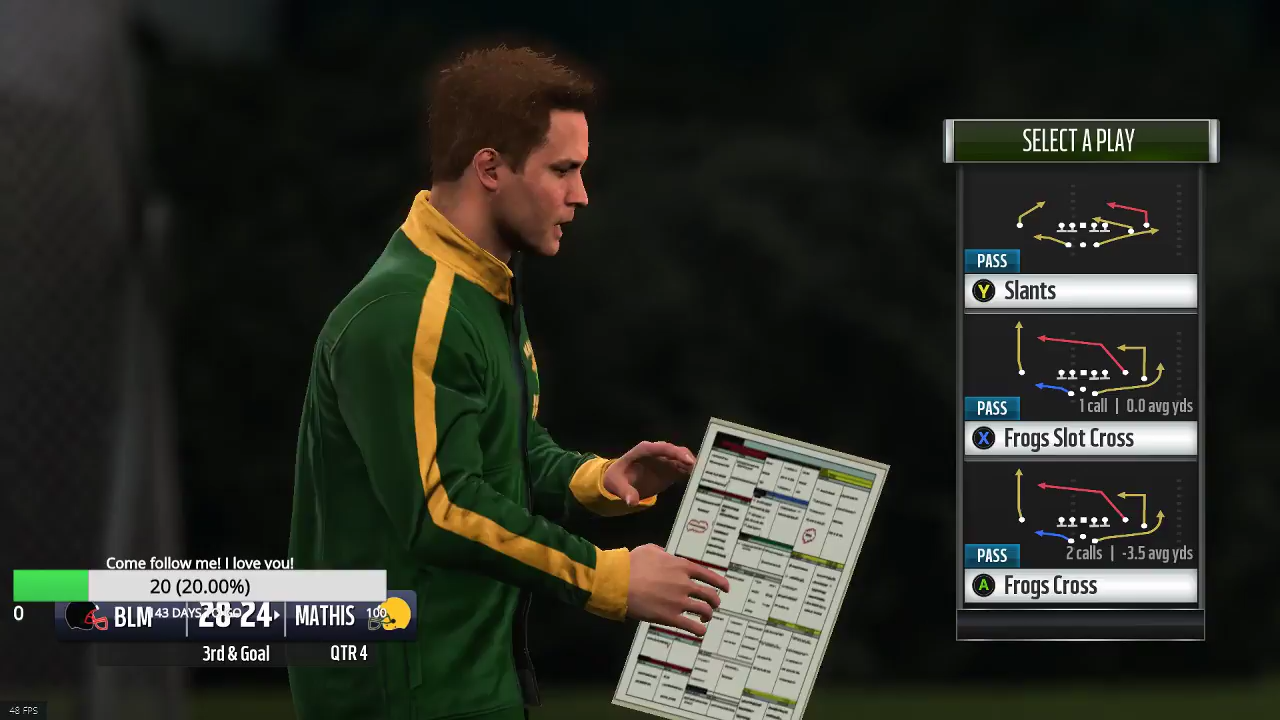 SELECT A PLAY
PASS
Y Slants
1 call | 0.0 avg yds
PASS
X Frogs Slot Cross
2 calls | -3.5 avg yds
PASS
A Frogs Cross
Come follow me! I love you!
20 (20.00%)
0
100
BLM 28-24 MATHIS
3rd & Goal QTR 4
48 FPS